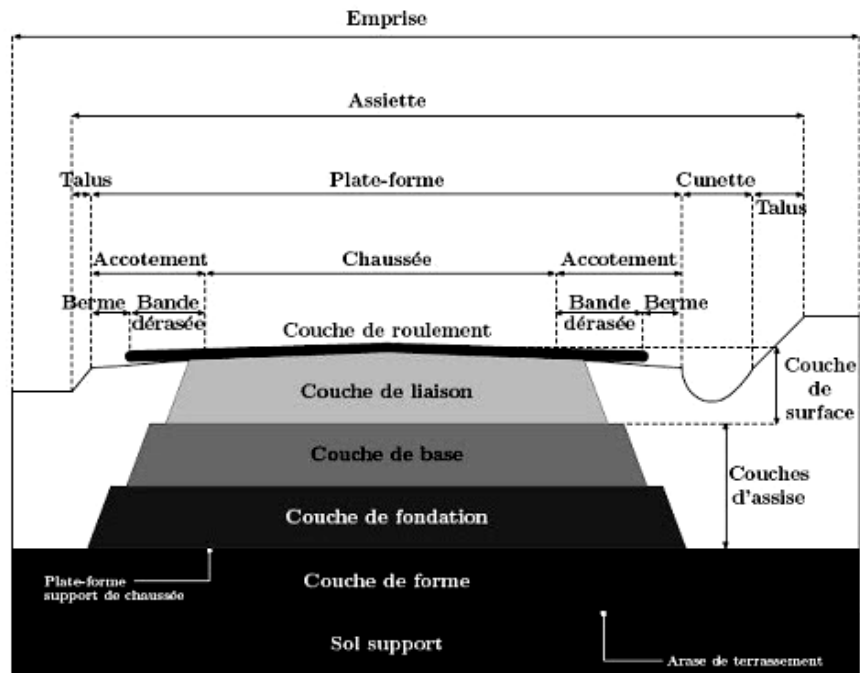 Emprise
Assiette
Talus
Plate-forme
Cunette
Talus
Accotement
Chaussée
Accotement
Berme
Bande
dérasée
Couche de roulement
Bande
dérasée
Berme
Couche de liaison
Couche
de
surface
Couche de base
Couches
d'assise
Couche de fondation
Plate-forme
support de chaussée
Couche de forme
Sol support
Arase de terrassement